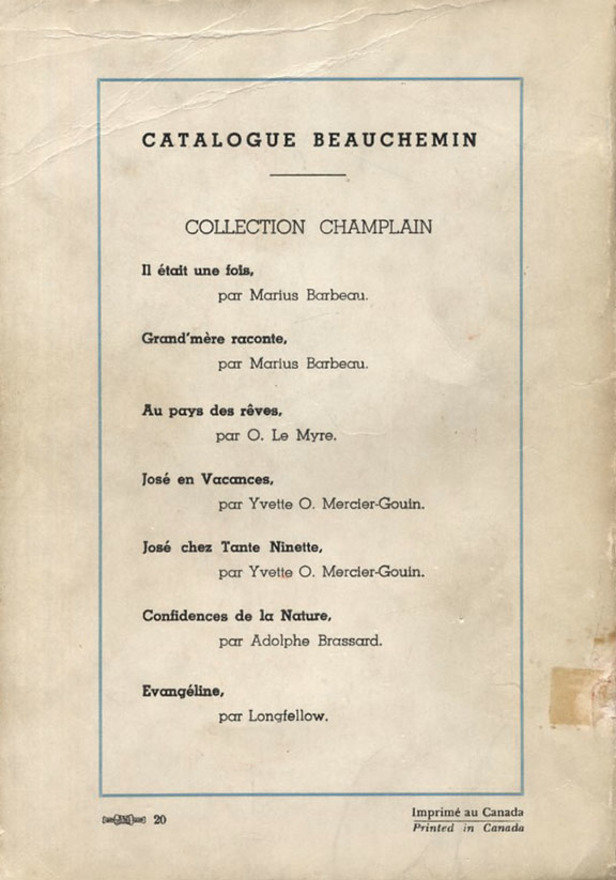 CATALOGUE BEAUCHEMIN
COLLECTION CHAMPLAIN
Il était une fois,
par Marius Barbeau.
Grand'mère raconte,
par Marius Barbeau.
Au pays des rêves,
par O. Le Myre.
José en Vacances,
par Yvette O. Mercier-Gouin.
José chez Tante Ninette,
par Yvette O. Mercier-Gouin.
Confidences de la Nature,
par Adolphe Brassard.
Evangéline,
par Longfellow.
20
Imprimé au Canada
Printed in Canada